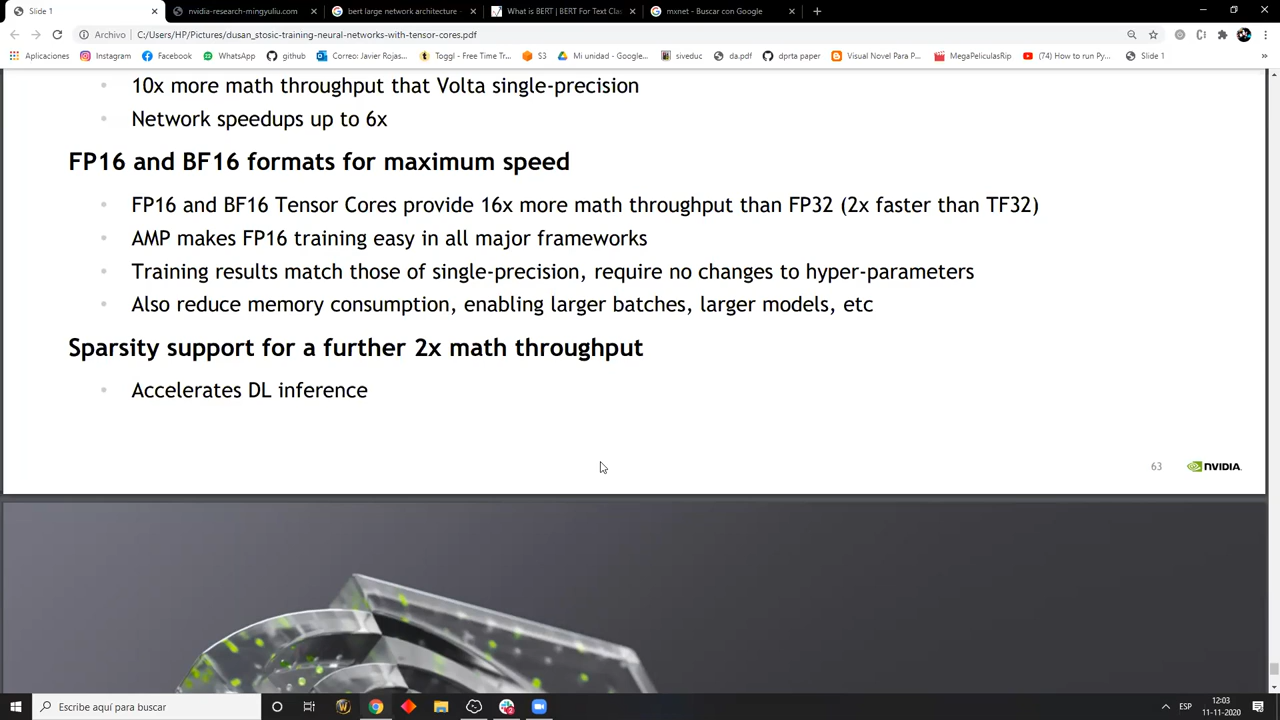 Slide 1
nvidia-research-mingyuliu.com
bert large network architecture -
What is BERT | BERT For Text Clas
mxnet - Buscar con Google
Archivo
C:/Users/HP/Pictures/dusan_stosic-training-neural-networks-with-tensor-cores.pdf
Aplicaciones
Instagram
Facebook
WhatsApp
github
Correo: Javier Rojas...
Toggl - Free Time Tr...
S3
Mi unidad - Google...
siveduc
da.pdf
dprta paper
Visual Novel Para P...
MegaPeliculasRip
(74) How to run Py...
Slide 1
10x more math throughput that Volta single-precision
Network speedups up to 6x
FP16 and BF16 formats for maximum speed
FP16 and BF16 Tensor Cores provide 16x more math throughput than FP32 (2x faster than TF32)
AMP makes FP16 training easy in all major frameworks
Training results match those of single-precision, require no changes to hyper-parameters
Also reduce memory consumption, enabling larger batches, larger models, etc
Sparsity support for a further 2x math throughput
Accelerates DL inference
63
NVIDIA.
Escribe aquí para buscar
ESP
12:03
11-11-2020